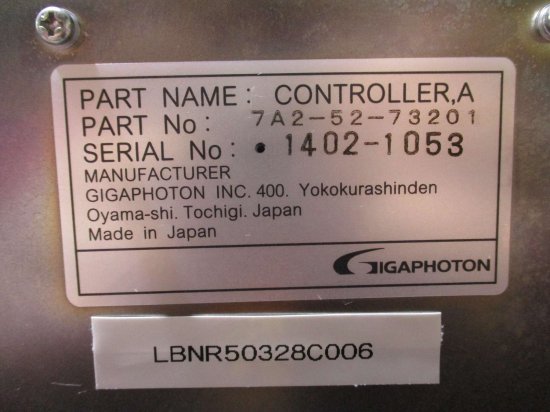 PART NAME: CONTROLLER,A
PART No: 7A2-52-73201
SERIAL No: • 1402-1053
MANUFACTURER
GIGAPHOTON INC. 400. Yokokurashinden
Oyama-shi. Tochigi. Japan
Made in Japan
GIGAPHOTON
LBNR50328C006